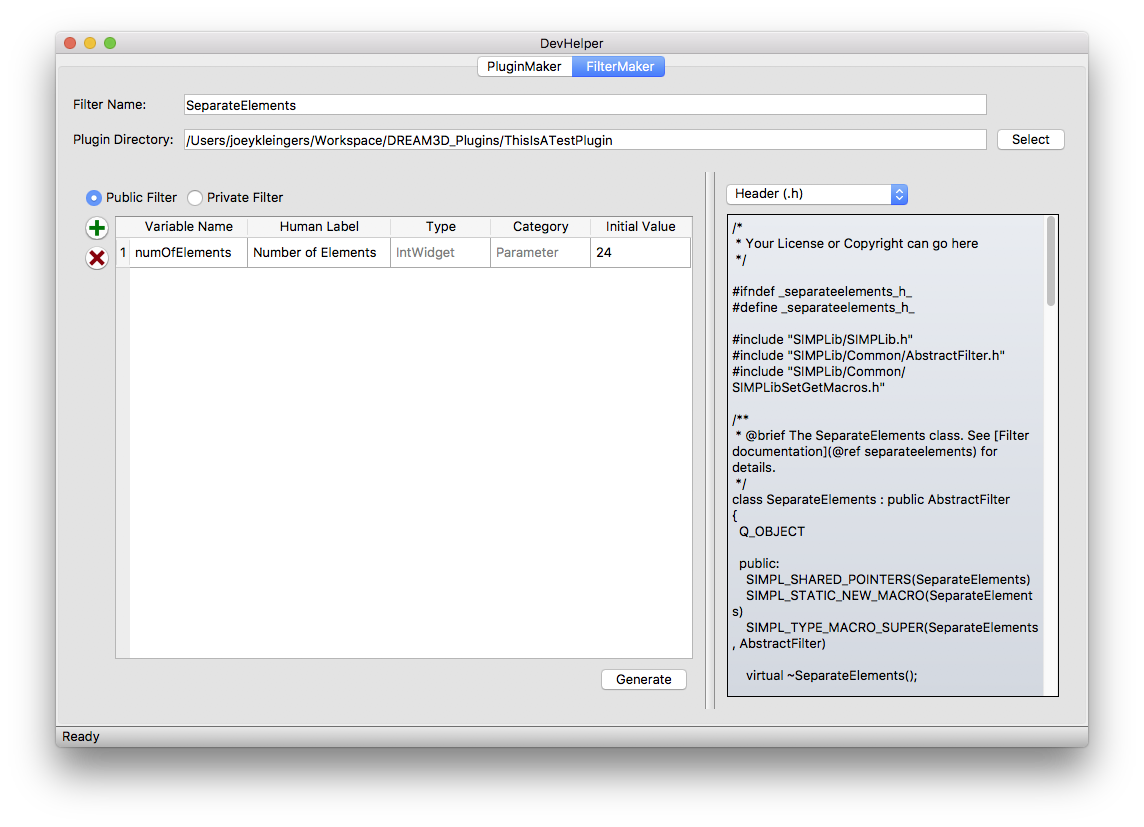 DevHelper
PluginMaker FilterMaker
Filter Name: SeparateElements
Plugin Directory: /Users/joeykleingers/Workspace/DREAM3D_Plugins/ThisIsATestPlugin Select
Public Filter Private Filter
Variable Name Human Label Type Category Initial Value
1 numOfElements Number of Elements IntWidget Parameter 24
Generate
Header (.h)
/*
* Your License or Copyright can go here
*/
#ifndef _separateelements_h_
#define _separateelements_h_
#include "SIMPLib/SIMPLib.h"
#include "SIMPLib/Common/AbstractFilter.h"
#include "SIMPLib/Common/
SIMPLibSetGetMacros.h"
/**
* @brief The SeparateElements class. See [Filter
documentation](@ref separateelements) for
details.
*/
class SeparateElements : public AbstractFilter
{
Q_OBJECT
public:
SIMPL_SHARED_POINTERS(SeparateElements)
SIMPL_STATIC_NEW_MACRO(SeparateElement
s)
SIMPL_TYPE_MACRO_SUPER(SeparateElements
, AbstractFilter)
virtual ~SeparateElements();
Ready